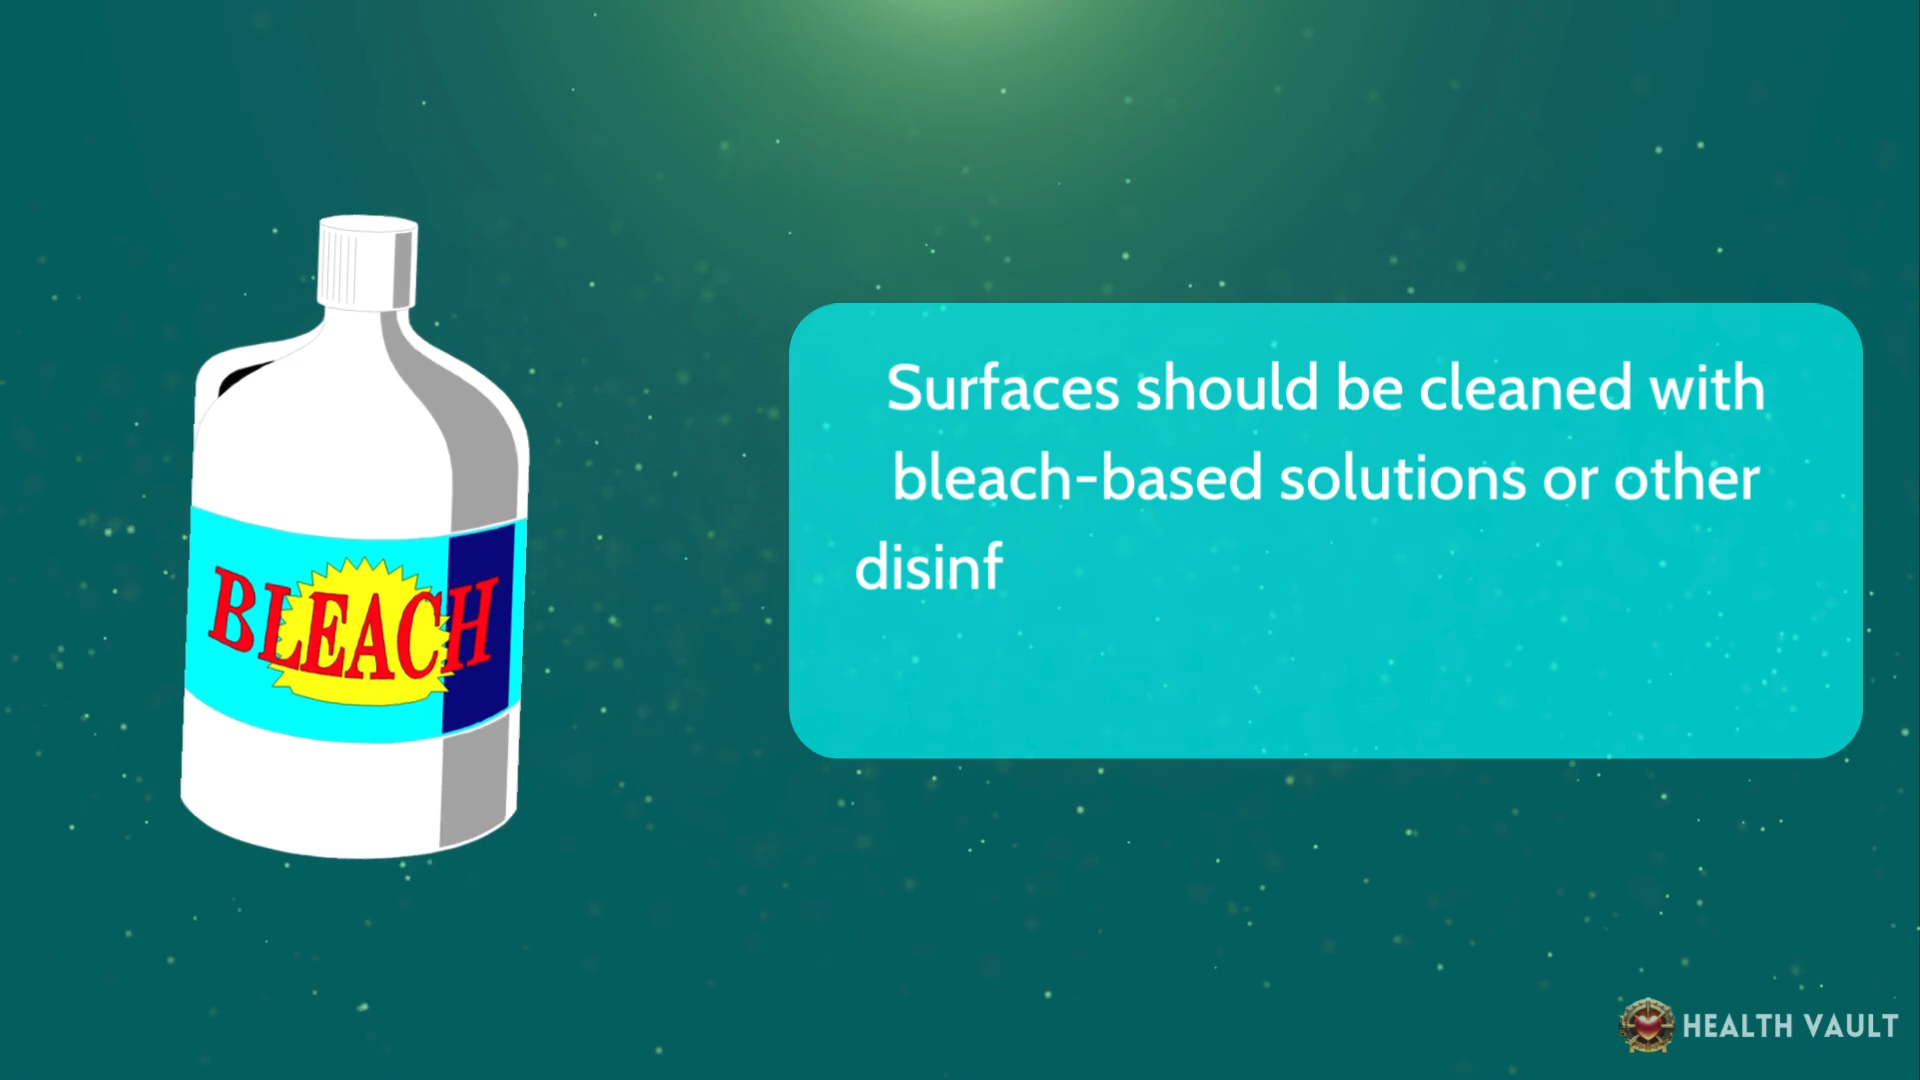 Surfaces should be cleaned with
bleach-based solutions or other
disinf
BLEACH
HEALTH VAULT